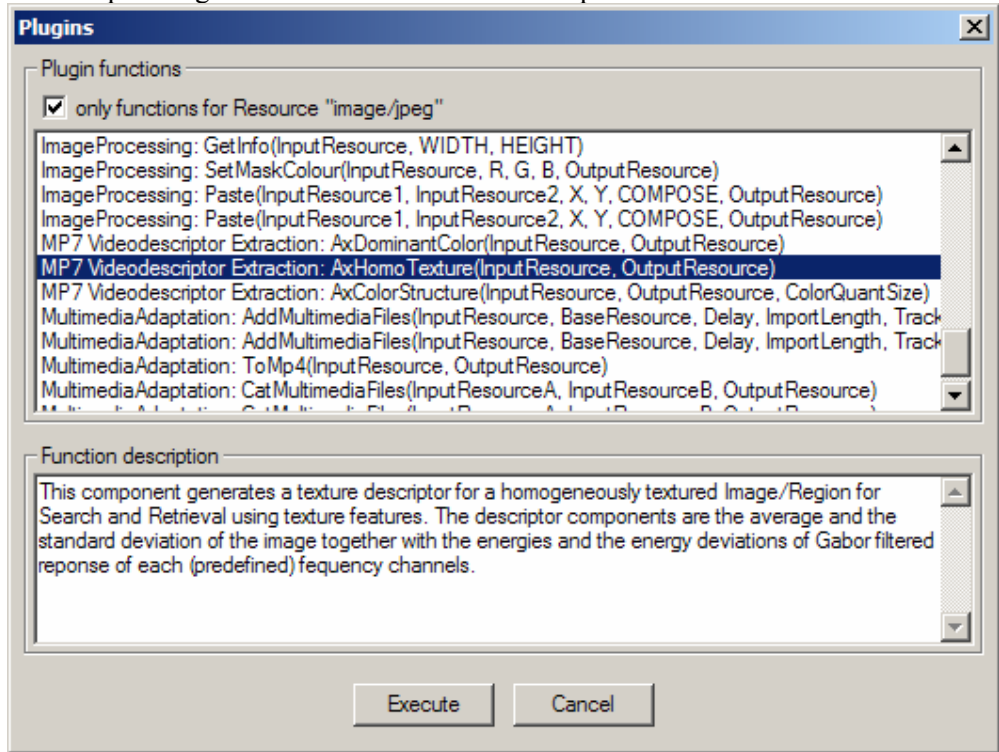 Plugins
Plugin functions
only functions for Resource "image/jpeg"
ImageProcessing: GetInfo(InputResource, WIDTH, HEIGHT)
ImageProcessing: SetMaskColour(InputResource, R, G, B, OutputResource)
ImageProcessing: Paste(InputResource1, InputResource2, X, Y, COMPOSE, OutputResource)
ImageProcessing: Paste(InputResource1, InputResource2, X, Y, COMPOSE, OutputResource)
MP7 Videodescriptor Extraction: AxDominantColor(InputResource, OutputResource)
MP7 Videodescriptor Extraction: AxHomoTexture(InputResource, OutputResource)
MP7 Videodescriptor Extraction: AxColorStructure(InputResource, OutputResource, ColorQuantSize)
MultimediaAdaptation: AddMultimediaFiles(InputResource, BaseResource, Delay, ImportLength, Track
MultimediaAdaptation: AddMultimediaFiles(InputResource, BaseResource, Delay, ImportLength, Track
MultimediaAdaptation: ToMp4(InputResource, OutputResource)
MultimediaAdaptation: CatMultimediaFiles(InputResourceA, InputResourceB, OutputResource)
Function description
This component generates a texture descriptor for a homogeneously textured Image/Region for
Search and Retrieval using texture features. The descriptor components are the average and the
standard deviation of the image together with the energies and the energy deviations of Gabor filtered
reponse of each (predefined) fequency channels.
Execute
Cancel